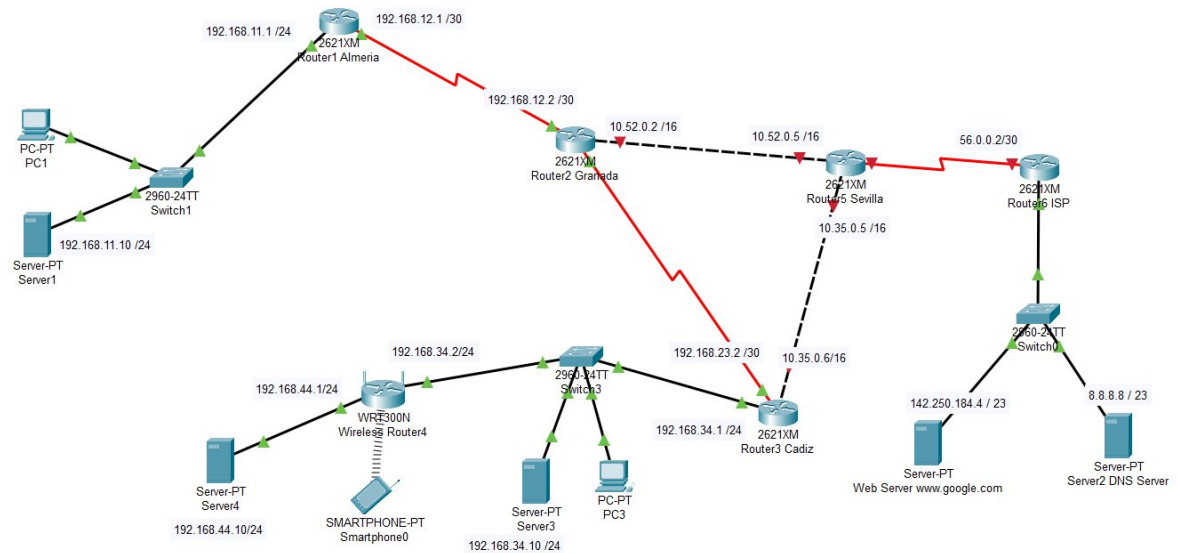 192.168.11.1 /24
192.168.12.1 /30
2621XM
Router1 Almeria
PC-PT
PC1
2960-24TT
Switch1
192.168.11.10 /24
Server-PT
Server1
192.168.12.2 /30
10.52.0.2 /16
2621XM
Router2 Granada
10.52.0.5 /16
2621XM
Router5 Sevilla
56.0.0.2/30
2621XM
Router6 ISP
10.35.0.5 /16
192.168.34.2/24
2960-24TT
Switch3
192.168.23.2 /30
10.35.0.6/16
2960-24TT
Switch0
192.168.44.1/24
WRT300N
Wireless Router4
192.168.34.1 /24
2621XM
Router3 Cadiz
142.250.184.4 / 23
8.8.8.8 / 23
Server-PT
Server4
192.168.44.10/24
SMARTPHONE-PT
Smartphone0
Server-PT
Server3
192.168.34.10 /24
PC-PT
PC3
Server-PT
Web Server www.google.com
Server-PT
Server2 DNS Server